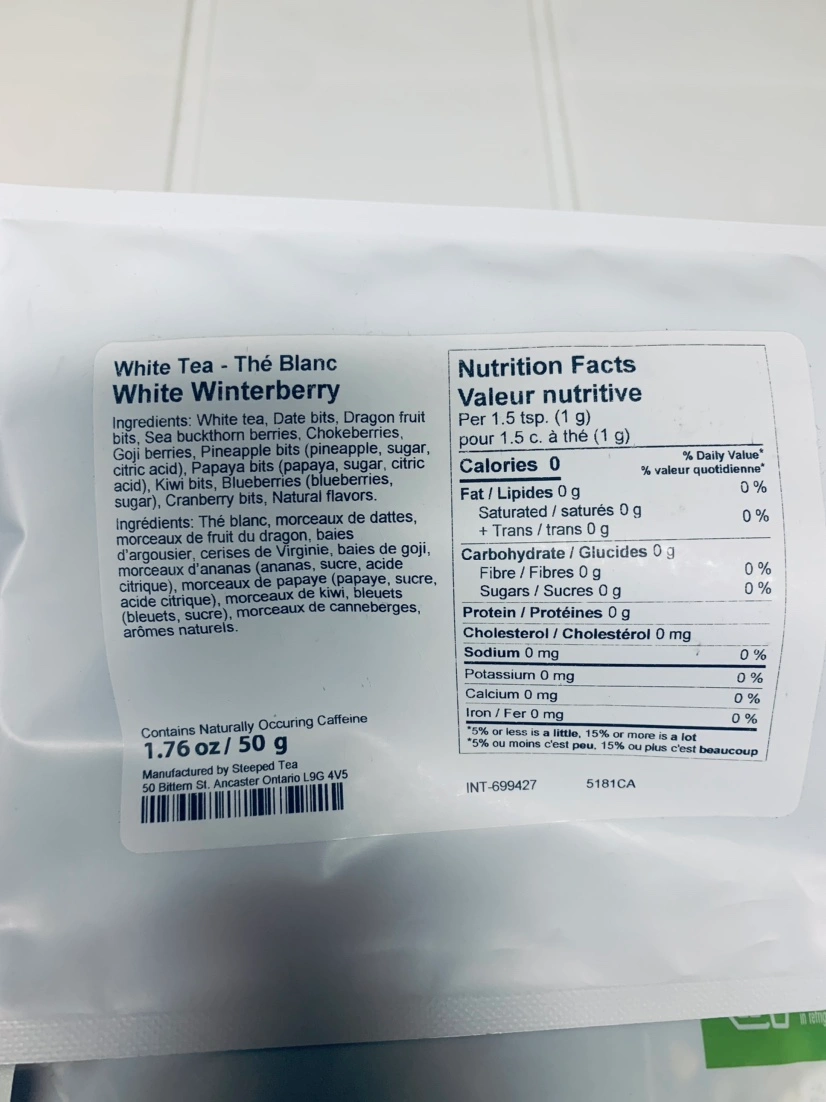 White Tea - Thé Blanc
White Winterberry
Ingredients: White tea, Date bits, Dragon fruit
bits, Sea buckthorn berries, Chokeberries,
Goji berries, Pineapple bits (pineapple, sugar,
citric acid), Papaya bits (papaya, sugar, citric
acid), Kiwi bits, Blueberries (blueberries,
sugar), Cranberry bits, Natural flavors.
Ingrédients: Thé blanc, morceaux de dattes,
morceaux de fruit du dragon, baies
d'argousier, cerises de Virginie, baies de goji,
morceaux d'ananas (ananas, sucre, acide
citrique), morceaux de papaye (papaye, sucre,
acide citrique), morceaux de kiwi, bleuets
(bleuets, sucre), morceaux de canneberges,
arômes naturels.
Contains Naturally Occuring Caffeine
1.76 oz / 50 g
Manufactured by Steeped Tea
50 Bittern St. Ancaster Ontario L9G 4V5
Nutrition Facts
Valeur nutritive
Per 1.5 tsp. (1 g)
pour 1.5 c. à thé (1 g)
Calories 0
% Daily Value*
% valeur quotidienne*
Fat / Lipides 0 g 0 %
Saturated / saturés 0 g
+ Trans / trans 0 g 0 %
Carbohydrate / Glucides 0 g
Fibre / Fibres 0 g 0 %
Sugars / Sucres 0 g 0 %
Protein / Protéines 0 g
Cholesterol / Cholestérol 0 mg
Sodium 0 mg 0 %
Potassium 0 mg 0 %
Calcium 0 mg 0 %
Iron / Fer 0 mg 0 %
*5% or less is a little, 15% or more is a lot
*5% ou moins c'est peu, 15% ou plus c'est beaucoup
INT-699427 5181CA